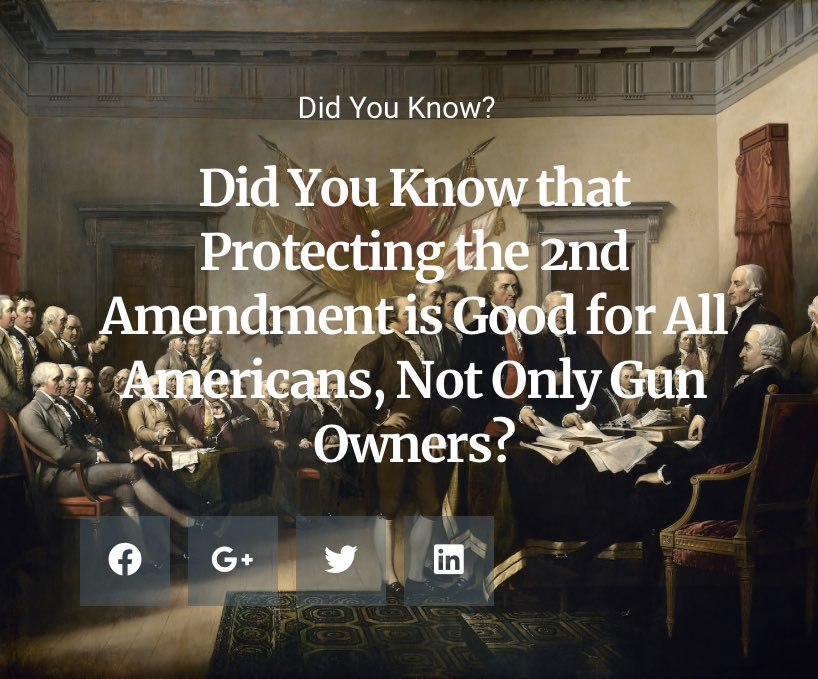 Did You Know?
Did You Know that
Protecting the 2nd
Amendment is Good for All
Americans, Not Only Gun
Owners?
G+